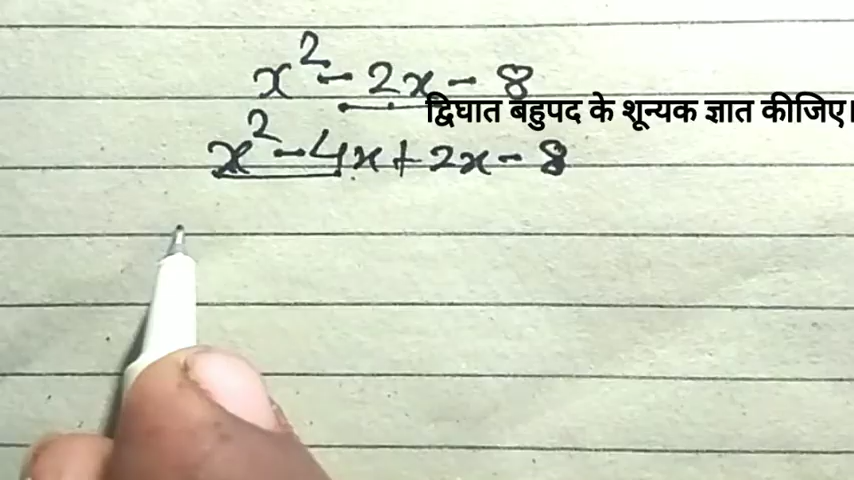 x² - 2x - 8
द्विघात बहुपद के शून्यक ज्ञात कीजिए।
x² - 4x + 2x - 8